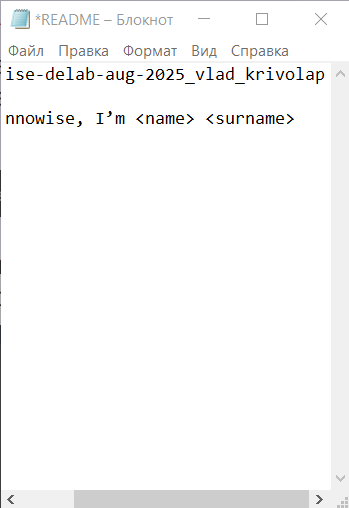 *README – Блокнот
Файл Правка Формат Вид Справка
ise-delab-aug-2025_vlad_krivolap
nnowise, I’m <name> <surname>